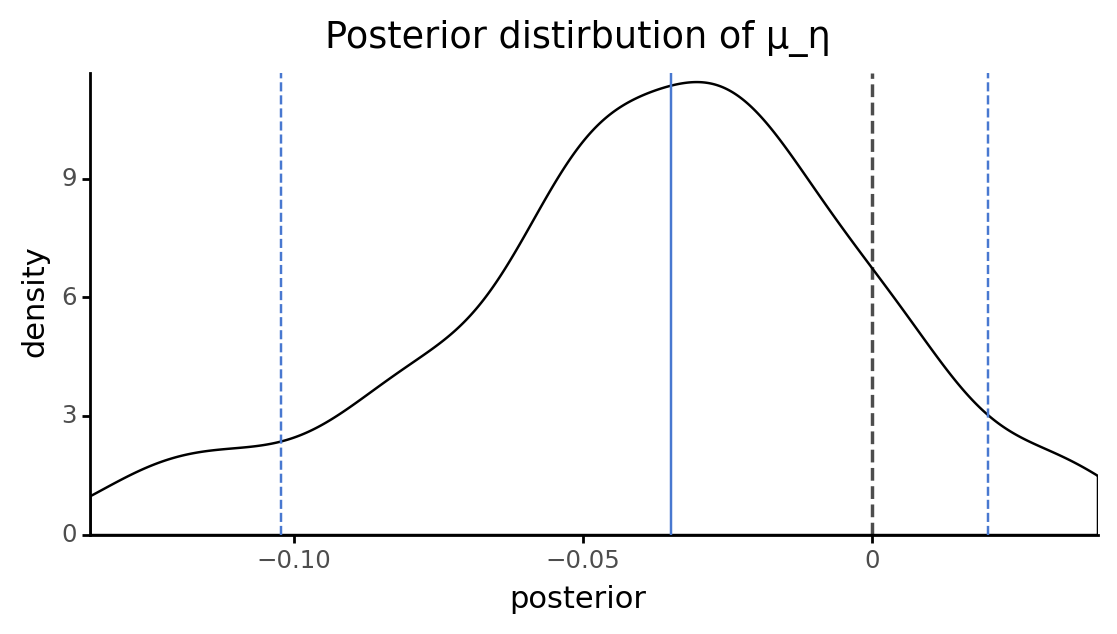 Posterior distirbution of μ_η
density
9
6
3
0
−0.10
−0.05
0
posterior